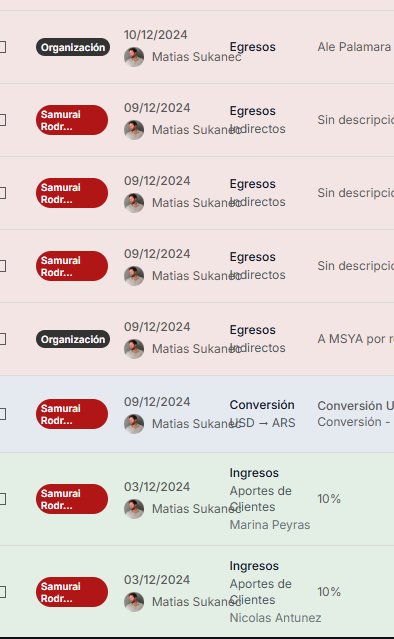 10/12/2024
Organización
Egresos
Ale Palamara
Matias Sukanec
09/12/2024
Samurai
Rodr...
Egresos
Indirectos
Sin descripció
Matias Sukanec
09/12/2024
Samurai
Rodr...
Egresos
Indirectos
Sin descripció
Matias Sukanec
09/12/2024
Samurai
Rodr...
Egresos
Indirectos
Sin descripció
Matias Sukanec
09/12/2024
Organización
Egresos
Indirectos
A MSYA por r
Matias Sukanec
09/12/2024
Samurai
Rodr...
Conversión
USD → ARS
Conversión U
Conversión -
Matias Sukanec
03/12/2024
Samurai
Rodr...
Matias Sukanec
Ingresos
Aportes de
Clientes
Marina Peyras
10%
03/12/2024
Samurai
Rodr...
Matias Sukanec
Ingresos
Aportes de
Clientes
Nicolas Antunez
10%